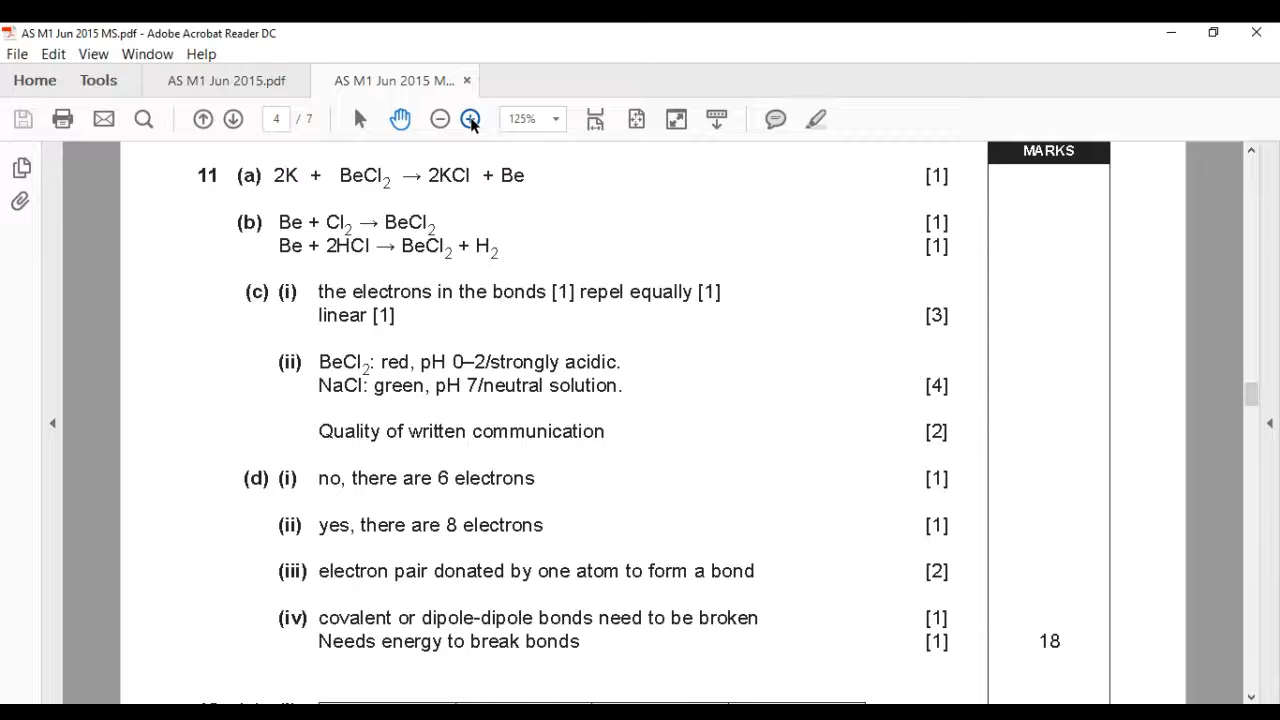 AS M1 Jun 2015 MS.pdf - Adobe Acrobat Reader DC
File Edit View Window Help
Home Tools AS M1 Jun 2015.pdf AS M1 Jun 2015 M... ×
4 / 7 125%
MARKS
11 (a) 2K + BeCl₂ → 2KCl + Be [1]
(b) Be + Cl₂ → BeCl₂ [1]
Be + 2HCl → BeCl₂ + H₂ [1]
(c) (i) the electrons in the bonds [1] repel equally [1]
linear [1] [3]
(ii) BeCl₂: red, pH 0–2/strongly acidic.
NaCl: green, pH 7/neutral solution. [4]
Quality of written communication [2]
(d) (i) no, there are 6 electrons [1]
(ii) yes, there are 8 electrons [1]
(iii) electron pair donated by one atom to form a bond [2]
(iv) covalent or dipole-dipole bonds need to be broken [1]
Needs energy to break bonds [1] 18